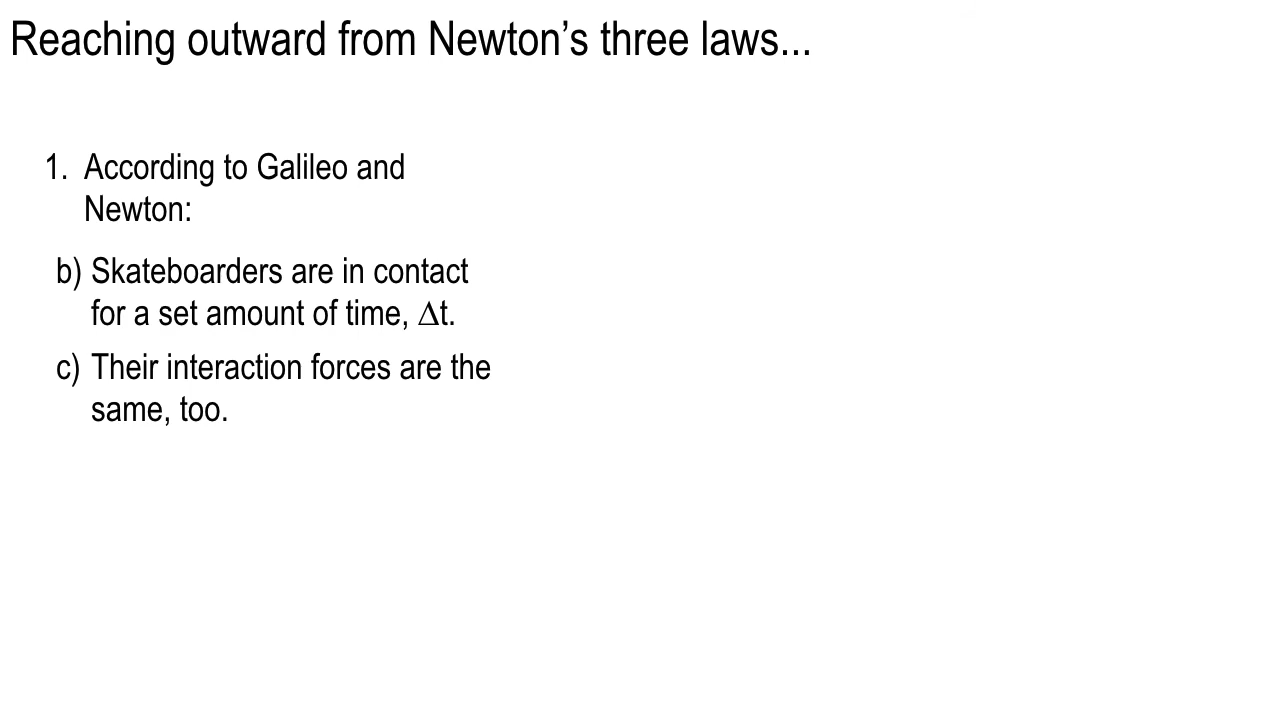 Reaching outward from Newton’s three laws...
1. According to Galileo and
Newton:
b) Skateboarders are in contact
for a set amount of time, Δt.
c) Their interaction forces are the
same, too.